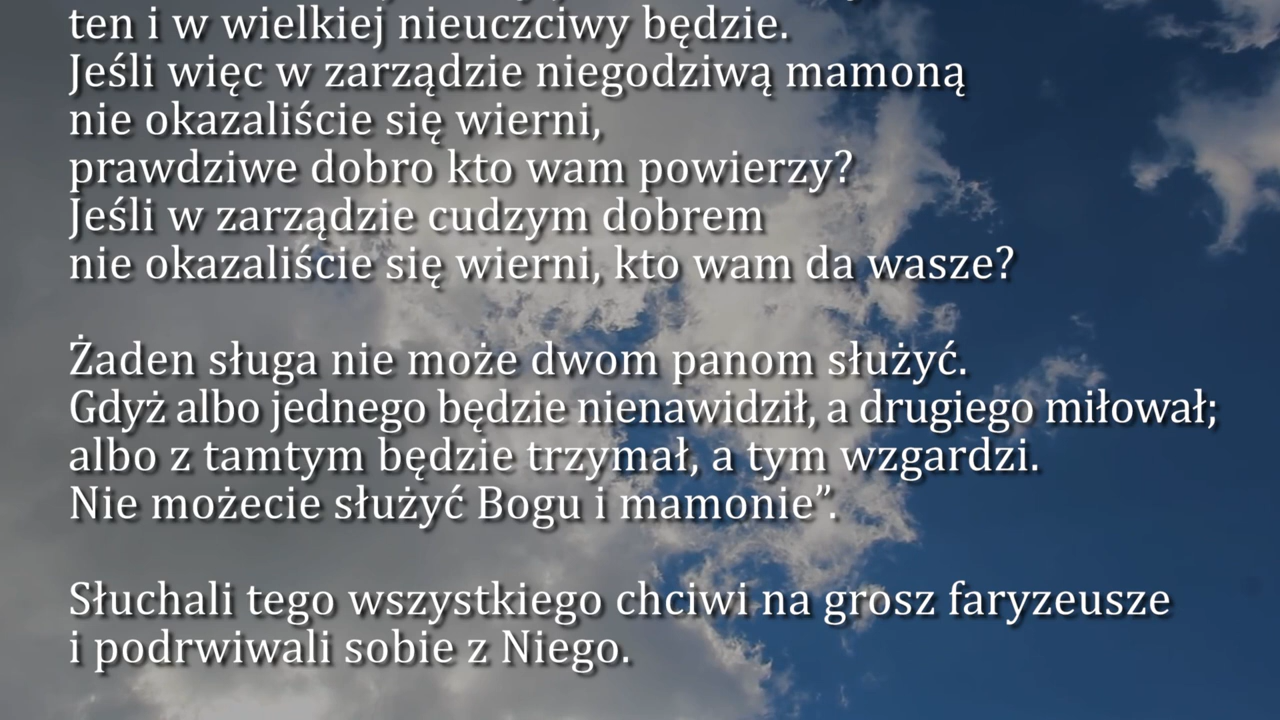 ten i w wielkiej nieuczciwy będzie.
Jeśli więc w zarządzie niegodziwą mamoną
nie okazaliście się wierni,
prawdziwe dobro kto wam powierzy?
Jeśli w zarządzie cudzym dobrem
nie okazaliście się wierni, kto wam da wasze?
Żaden sługa nie może dwom panom służyć.
Gdyż albo jednego będzie nienawidził, a drugiego miłował;
albo z tamtym będzie trzymał, a tym wzgardzi.
Nie możecie służyć Bogu i mamonie”.
Słuchali tego wszystkiego chciwi na grosz faryzeusze
i podrwiwali sobie z Niego.